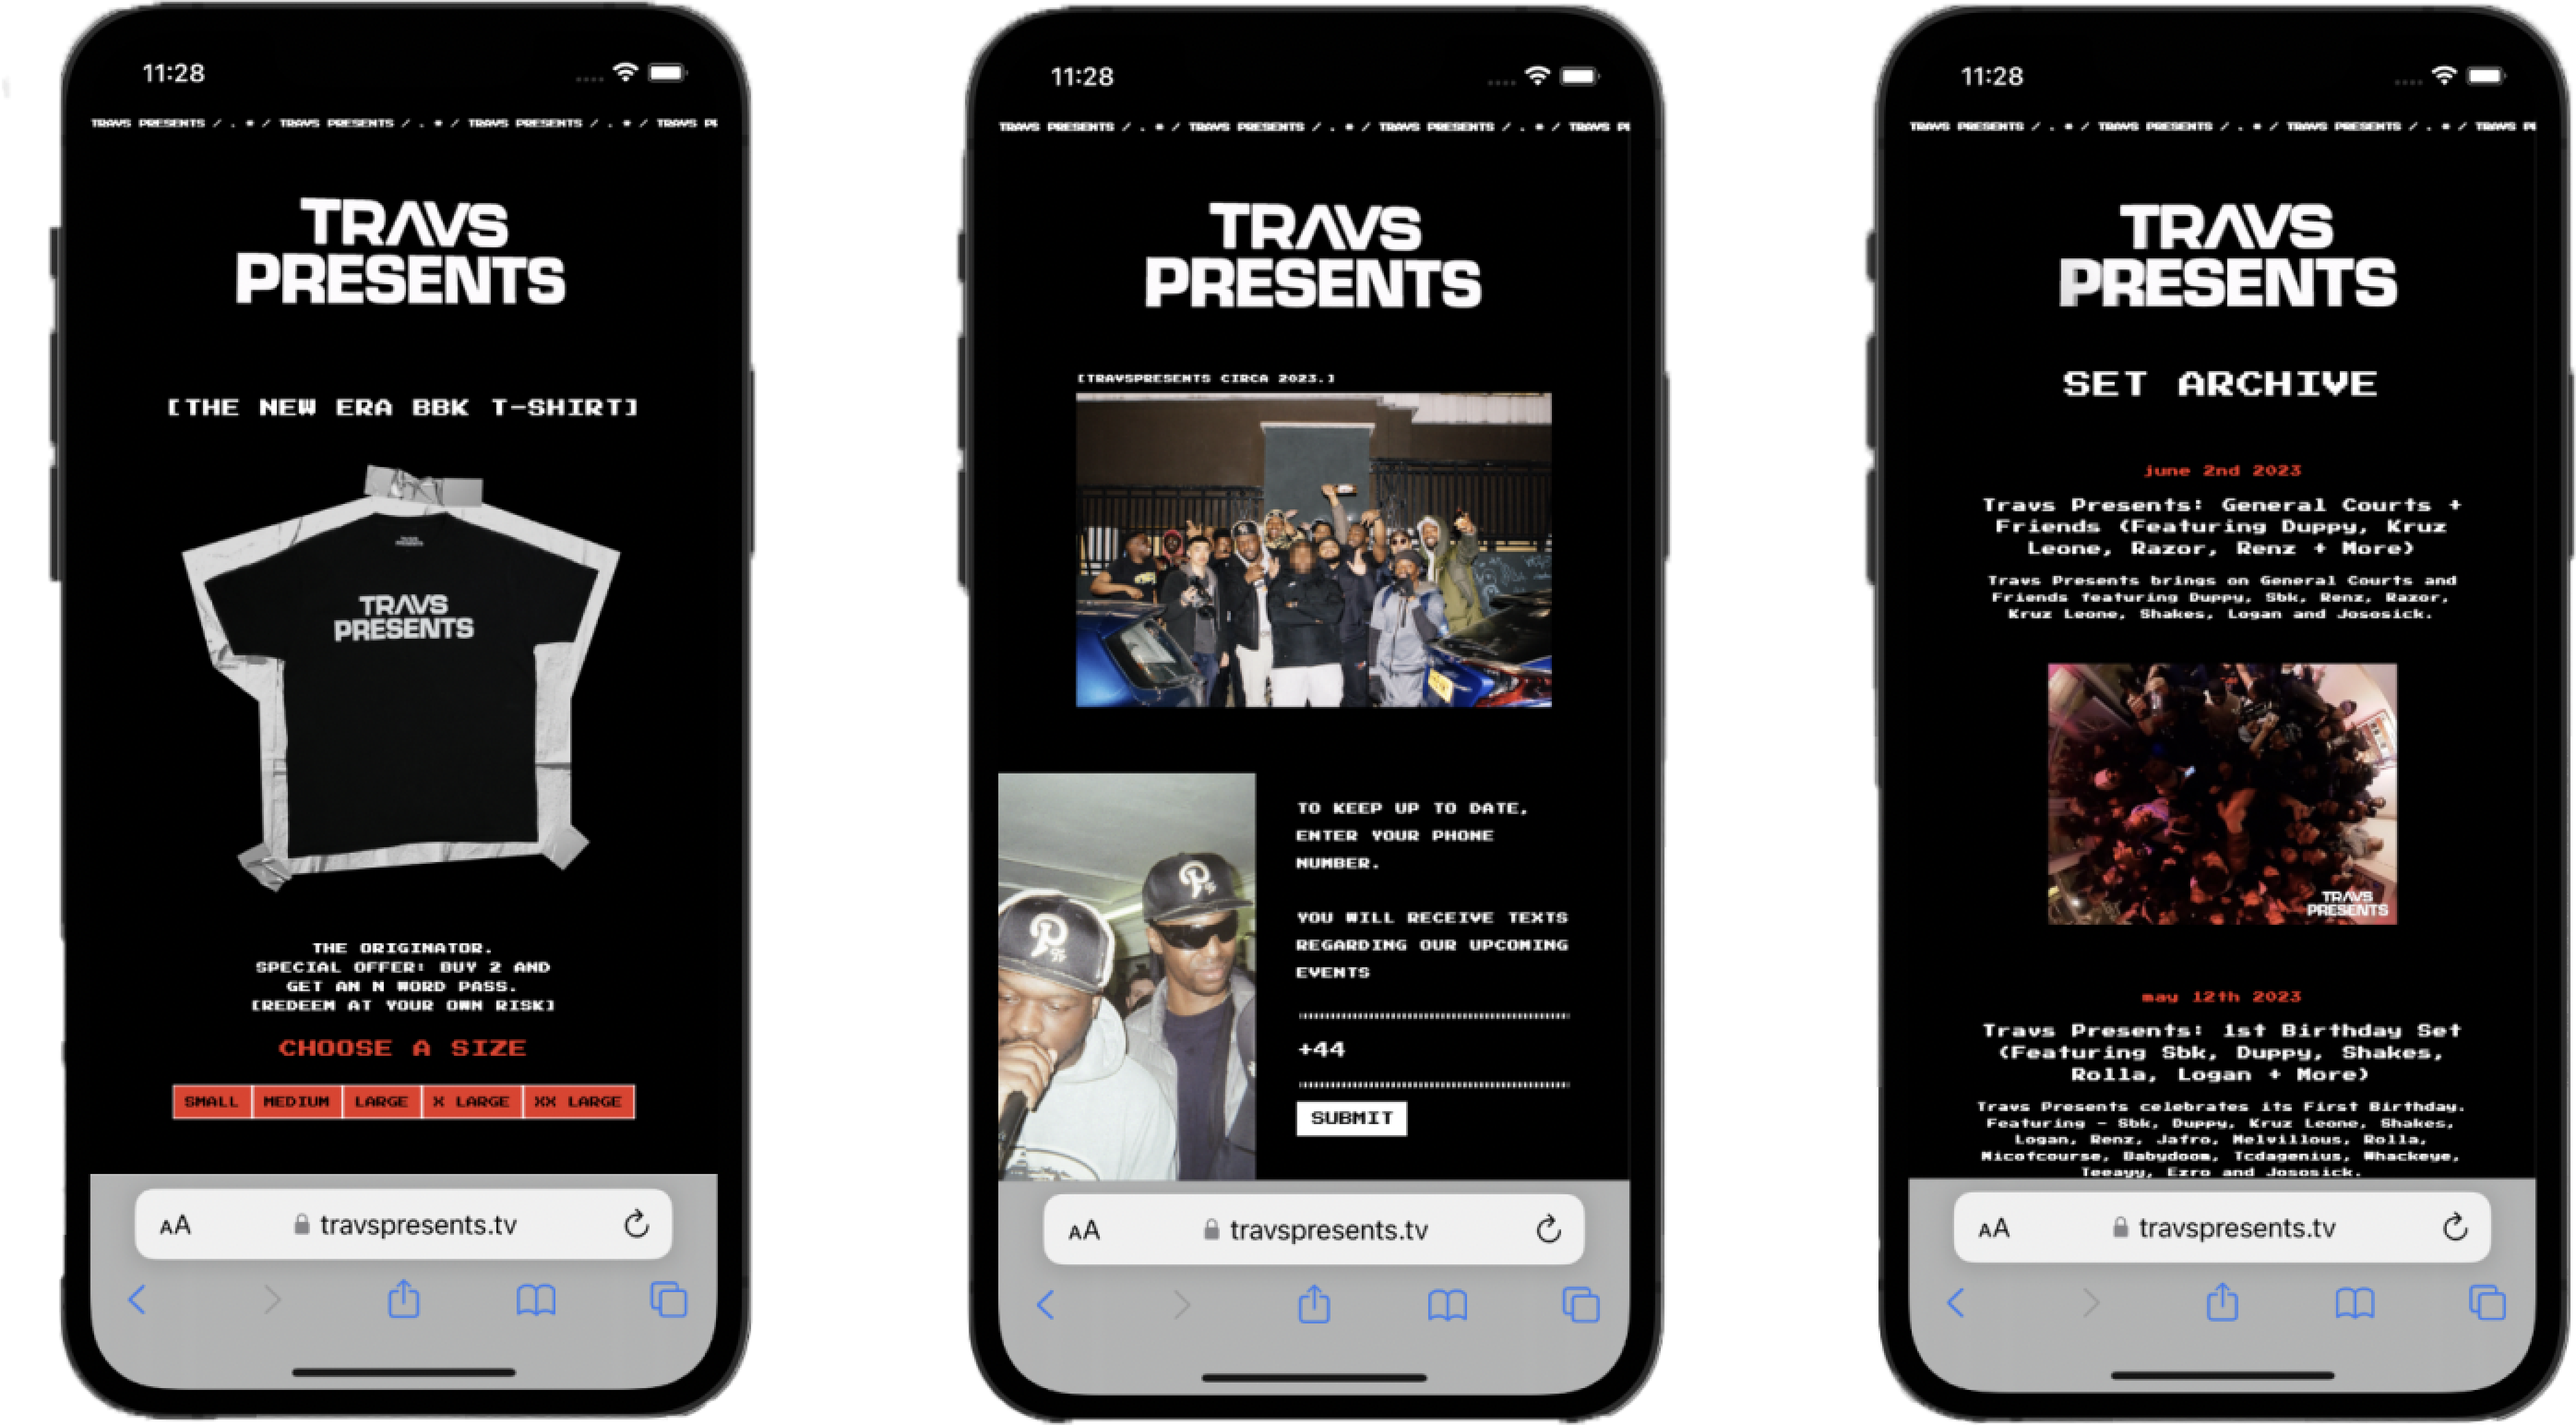 11:28
TRAVS PRESENTS / . * / TRAVS PRESENTS / . * / TRAVS PRESENTS / . * / TRAVS
TRAVS
PRESENTS
[THE NEW ERA BBK T-SHIRT]
TRAVS
PRESENTS
TRAVS
PRESENTS
THE ORIGINATOR.
SPECIAL OFFER: BUY 2 AND
GET AN N WORD PASS.
[REDEEM AT YOUR OWN RISK]
CHOOSE A SIZE
SMALL MEDIUM LARGE X LARGE XX LARGE
AA travspresents.tv
11:28
TRAVS PRESENTS / . * / TRAVS PRESENTS / . * / TRAVS PRESENTS / . * / TRAVS
TRAVS
PRESENTS
[TRAVSPRESENTS CIRCA 2023.]
TO KEEP UP TO DATE,
ENTER YOUR PHONE
NUMBER.
YOU WILL RECEIVE TEXTS
REGARDING OUR UPCOMING
EVENTS
+44
SUBMIT
AA travspresents.tv
11:28
TRAVS PRESENTS / . * / TRAVS PRESENTS / . * / TRAVS PRESENTS / . * / TRAVS
TRAVS
PRESENTS
SET ARCHIVE
june 2nd 2023
Travs Presents: General Courts +
Friends (Featuring Duppy, Kruz
Leone, Razor, Renz + More)
Travs Presents brings on General Courts and
Friends featuring Duppy, Sbk, Renz, Razor,
Kruz Leone, Shakes, Logan and Jososick.
TRAVS
PRESENTS
may 12th 2023
Travs Presents: 1st Birthday Set
(Featuring Sbk, Duppy, Shakes,
Rolla, Logan + More)
Travs Presents celebrates its First Birthday.
Featuring - Sbk, Duppy, Kruz Leone, Shakes,
Logan, Renz, Jafro, Melvillous, Rolla,
Micofcourse, Babydoom, Tcdagenius, Whackeye,
Teeayy, Ezro and Jososick.
AA travspresents.tv